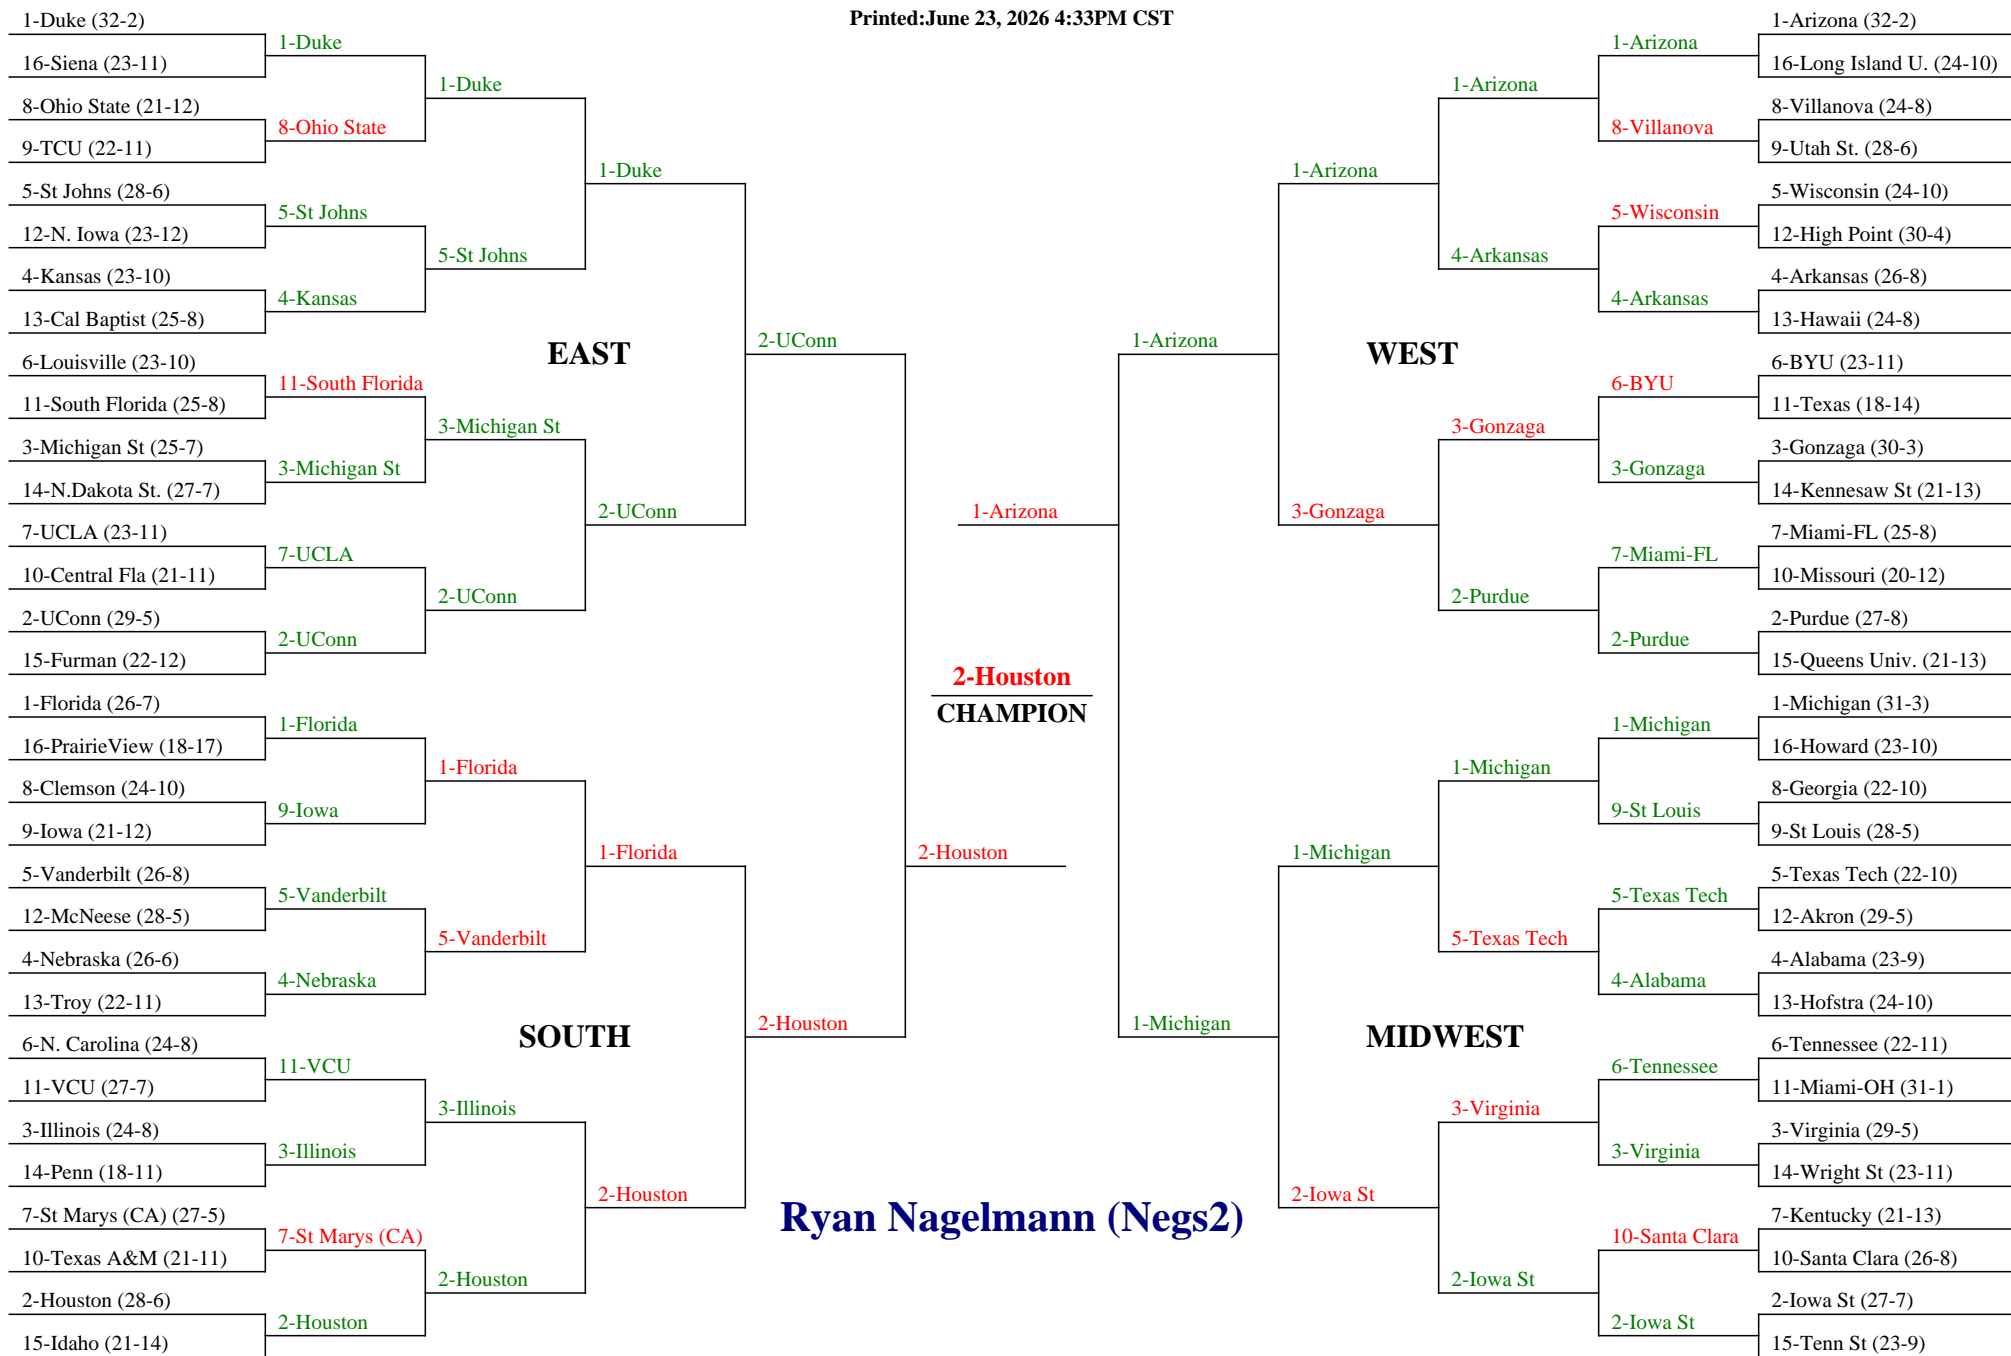 Printed:June 23, 2026 4:33PM CST
1-Duke (32-2)
16-Siena (23-11)
8-Ohio State (21-12)
9-TCU (22-11)
5-St Johns (28-6)
12-N. Iowa (23-12)
4-Kansas (23-10)
13-Cal Baptist (25-8)
6-Louisville (23-10)
11-South Florida (25-8)
3-Michigan St (25-7)
14-N.Dakota St. (27-7)
7-UCLA (23-11)
10-Central Fla (21-11)
2-UConn (29-5)
15-Furman (22-12)
1-Florida (26-7)
16-PrairieView (18-17)
8-Clemson (24-10)
9-Iowa (21-12)
5-Vanderbilt (26-8)
12-McNeese (28-5)
4-Nebraska (26-6)
13-Troy (22-11)
6-N. Carolina (24-8)
11-VCU (27-7)
3-Illinois (24-8)
14-Penn (18-11)
7-St Marys (CA) (27-5)
10-Texas A&M (21-11)
2-Houston (28-6)
15-Idaho (21-14)
1-Duke
8-Ohio State
5-St Johns
4-Kansas
11-South Florida
3-Michigan St
7-UCLA
2-UConn
1-Florida
9-Iowa
5-Vanderbilt
4-Nebraska
11-VCU
3-Illinois
7-St Marys (CA)
2-Houston
1-Duke
5-St Johns
3-Michigan St
2-UConn
1-Florida
5-Vanderbilt
3-Illinois
2-Houston
1-Duke
EAST
2-UConn
1-Florida
SOUTH
2-Houston
2-UConn
2-Houston
2-Houston
1-Arizona
2-Houston
CHAMPION
Ryan Nagelmann (Negs2)
1-Arizona
1-Michigan
1-Arizona
WEST
3-Gonzaga
1-Michigan
MIDWEST
2-Iowa St
1-Arizona
4-Arkansas
3-Gonzaga
2-Purdue
1-Michigan
5-Texas Tech
3-Virginia
2-Iowa St
1-Arizona
8-Villanova
5-Wisconsin
4-Arkansas
6-BYU
3-Gonzaga
7-Miami-FL
2-Purdue
1-Michigan
9-St Louis
5-Texas Tech
4-Alabama
6-Tennessee
3-Virginia
10-Santa Clara
2-Iowa St
1-Arizona (32-2)
16-Long Island U. (24-10)
8-Villanova (24-8)
9-Utah St. (28-6)
5-Wisconsin (24-10)
12-High Point (30-4)
4-Arkansas (26-8)
13-Hawaii (24-8)
6-BYU (23-11)
11-Texas (18-14)
3-Gonzaga (30-3)
14-Kennesaw St (21-13)
7-Miami-FL (25-8)
10-Missouri (20-12)
2-Purdue (27-8)
15-Queens Univ. (21-13)
1-Michigan (31-3)
16-Howard (23-10)
8-Georgia (22-10)
9-St Louis (28-5)
5-Texas Tech (22-10)
12-Akron (29-5)
4-Alabama (23-9)
13-Hofstra (24-10)
6-Tennessee (22-11)
11-Miami-OH (31-1)
3-Virginia (29-5)
14-Wright St (23-11)
7-Kentucky (21-13)
10-Santa Clara (26-8)
2-Iowa St (27-7)
15-Tenn St (23-9)